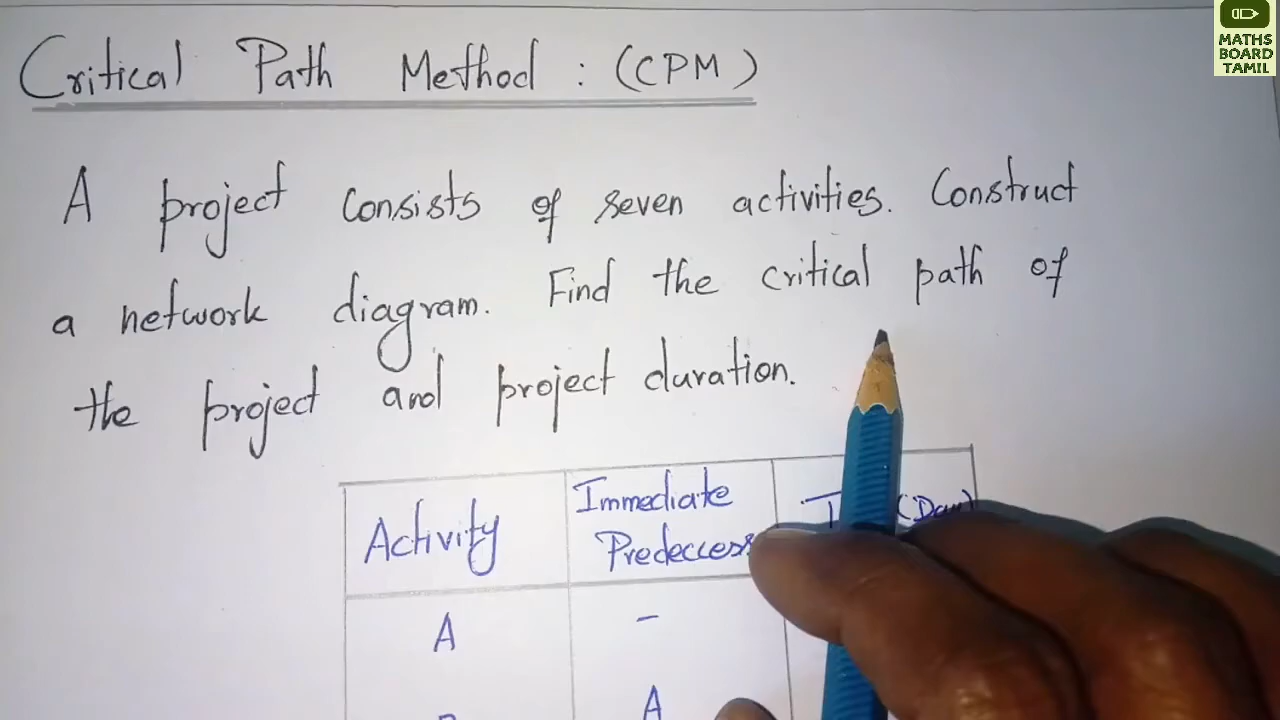 Critical Path Method : (CPM)
MATHS
BOARD
TAMIL
A project consists of seven activities. Construct
a network diagram. Find the critical path of
the project and project duration.
Activity
Immediate
(Day)
A
-
A